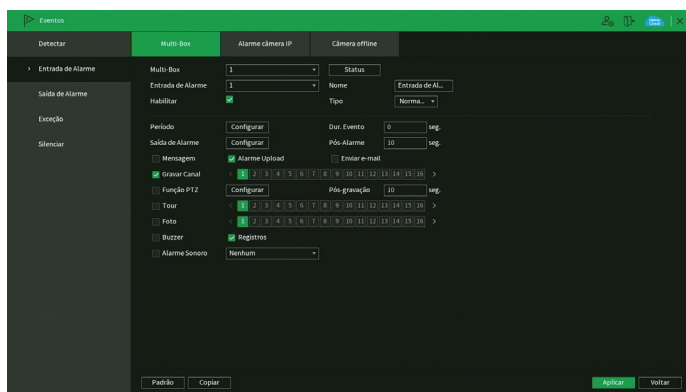 Eventos
Detectar
Entrada de Alarme
Saída de Alarme
Exceção
Silenciar
Multi-Box Alarme câmera IP Câmera offline
Multi-Box 1 Status
Entrada de Alarme 1 Nome Entrada de Al...
Habilitar Tipo Norma...
Período Configurar Dur. Evento 0 seg.
Saída de Alarme Configurar Pós-Alarme 10 seg.
Mensagem Alarme Upload Enviar e-mail
Gravar Canal < 1 2 3 4 5 6 7 8 9 10 11 12 13 14 15 16 >
Função PTZ Configurar Pós-gravação 10 seg.
Tour < 1 2 3 4 5 6 7 8 9 10 11 12 13 14 15 16 >
Foto < 1 2 3 4 5 6 7 8 9 10 11 12 13 14 15 16 >
Buzzer Registros
Alarme Sonoro Nenhum
Padrão Copiar Aplicar Voltar